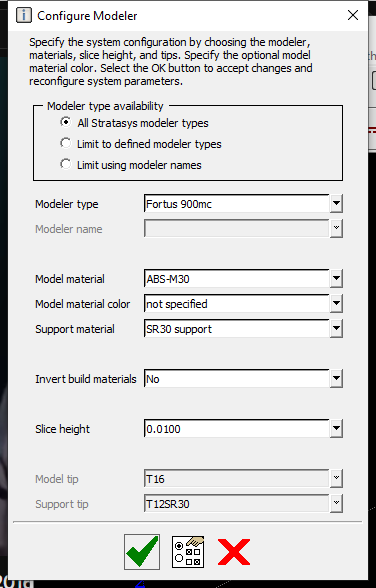 Configure Modeler
Specify the system configuration by choosing the modeler,
materials, slice height, and tips. Specify the optional model
material color. Select the OK button to accept changes and
reconfigure system parameters.
Modeler type availability
All Stratasys modeler types
Limit to defined modeler types
Limit using modeler names
Modeler type Fortus 900mc
Modeler name
Model material ABS-M30
Model material color not specified
Support material SR30 support
Invert build materials No
Slice height 0.0100
Model tip T16
Support tip T12SR30